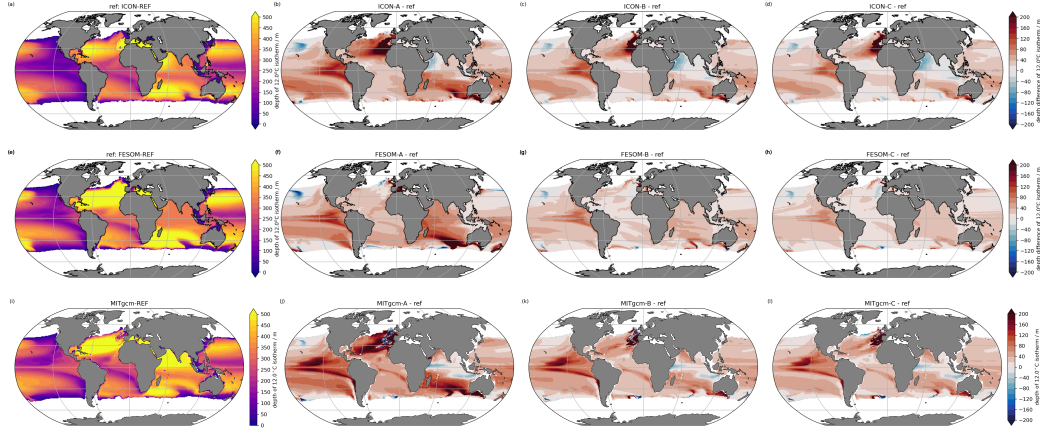 (a)
ref: ICON-REF
500
450
400
350
300
250
200
150
100
50
0
depth of 12.0°C isotherm / m
(b)
ICON-A - ref
(c)
ICON-B - ref
(d)
ICON-C - ref
200
160
120
80
40
0
−40
−80
−120
−160
−200
depth difference of 12.0°C isotherm / m
(e)
ref: FESOM-REF
500
450
400
350
300
250
200
150
100
50
0
depth of 12.0°C isotherm / m
(f)
FESOM-A - ref
(g)
FESOM-B - ref
(h)
FESOM-C - ref
200
160
120
80
40
0
−40
−80
−120
−160
−200
depth difference of 12.0°C isotherm / m
(i)
MITgcm-REF
500
450
400
350
300
250
200
150
100
50
0
depth of 12.0 °C isotherm / m
(j)
MITgcm-A - ref
(k)
MITgcm-B - ref
(l)
MITgcm-C - ref
200
160
120
80
40
0
−40
−80
−120
−160
−200
depth difference of 12.0 °C isotherm / m